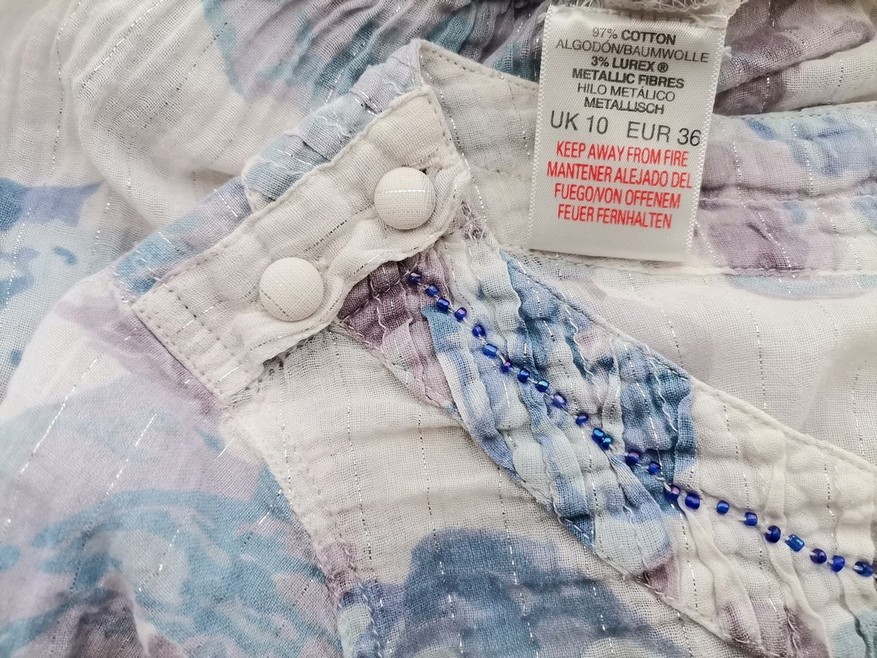 97% COTTON
ALGODÓN/BAUMWOLLE
3% LUREX ®
METALLIC FIBRES
HILO METÁLICO
METALLISCH
UK 10 EUR 36
KEEP AWAY FROM FIRE
MANTENER ALEJADO DEL
FUEGO/VON OFFENEM
FEUER FERNHALTEN